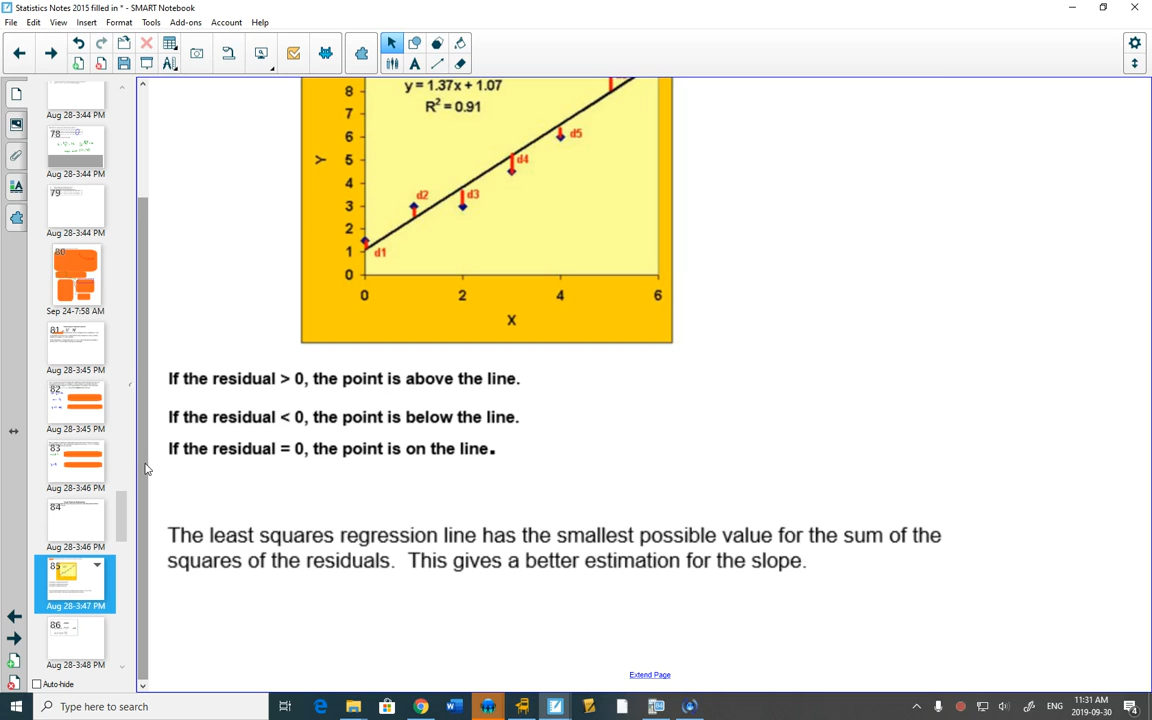 Statistics Notes 2015 filled in * - SMART Notebook
File Edit View Insert Format Tools Add-ons Account Help
Aug 28-3:44 PM
78
Aug 28-3:44 PM
79
Aug 28-3:44 PM
80
Sep 24-7:58 AM
81
Aug 28-3:45 PM
82
Aug 28-3:45 PM
83
Aug 28-3:46 PM
84
Aug 28-3:46 PM
85
Aug 28-3:47 PM
86
Aug 28-3:48 PM
Auto-hide
y = 1.37x + 1.07
R² = 0.91
8
7
6
5
4
3
2
1
0
Y
d1
d2
d3
d4
d5
0 2 4 6
X
If the residual > 0, the point is above the line.
If the residual < 0, the point is below the line.
If the residual = 0, the point is on the line.
The least squares regression line has the smallest possible value for the sum of the
squares of the residuals. This gives a better estimation for the slope.
Extend Page
Type here to search
ENG
11:31 AM
2019-09-30
4